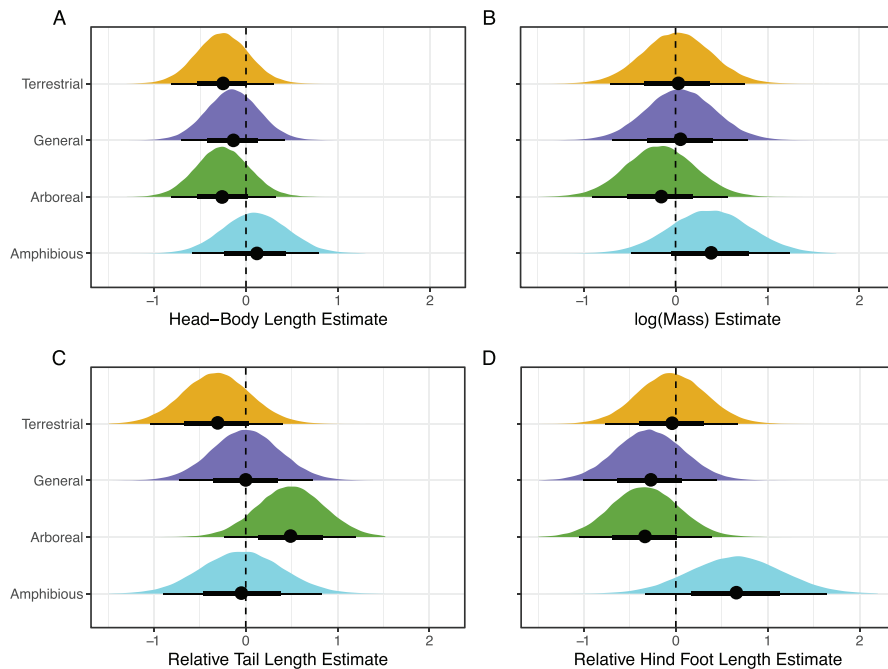 A
B
Terrestrial
General
Arboreal
Amphibious
−1 0 1 2
−1 0 1 2
Head−Body Length Estimate
log(Mass) Estimate
C
D
Terrestrial
General
Arboreal
Amphibious
−1 0 1 2
−1 0 1 2
Relative Tail Length Estimate
Relative Hind Foot Length Estimate